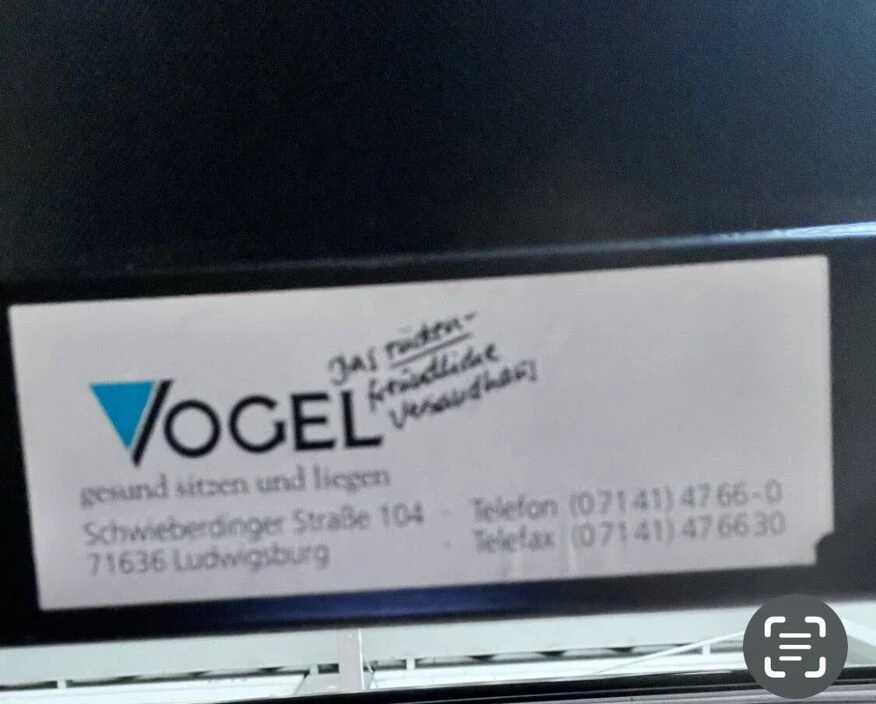 das rücken-
freundliche
Versandhaus
VOGEL
gesund sitzen und liegen
Schwieberdinger Straße 104 · Telefon (07141) 4766-0
71636 Ludwigsburg · Telefax (07141) 476630